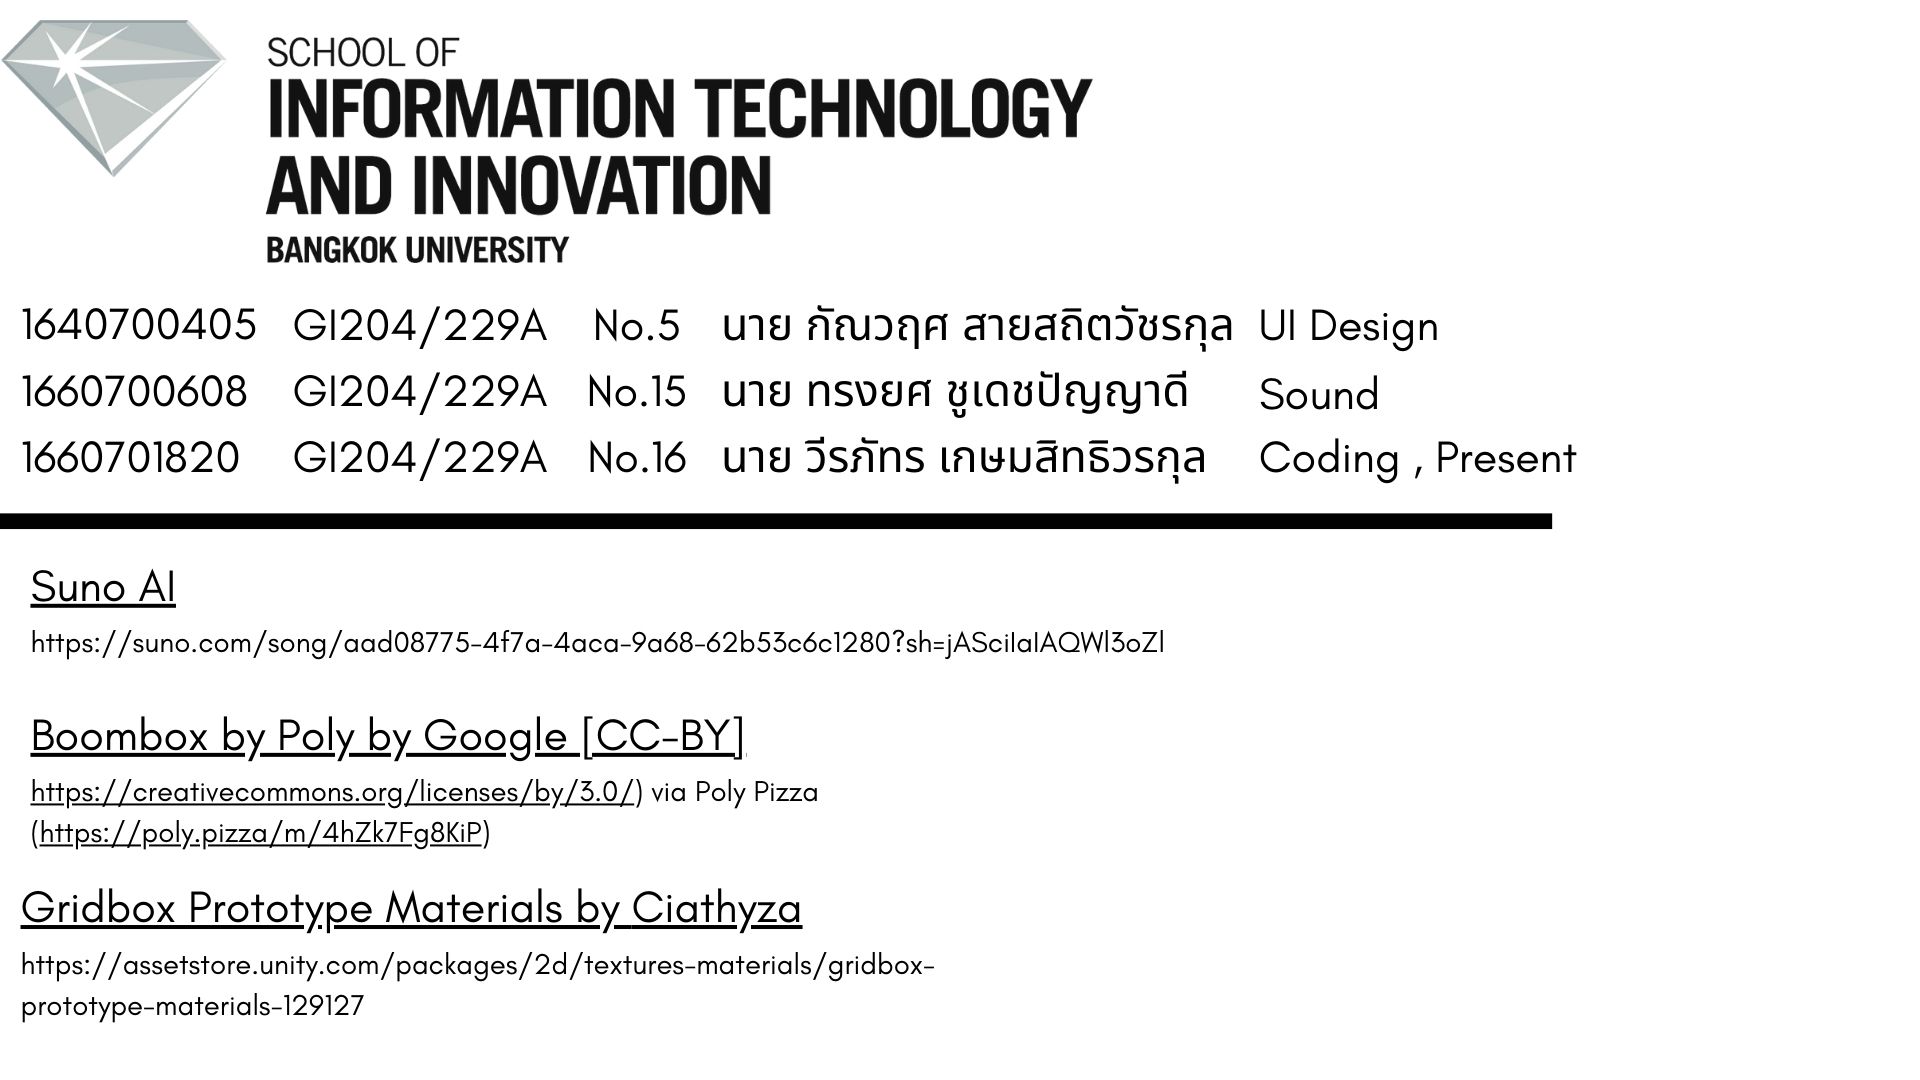 SCHOOL OF
INFORMATION TECHNOLOGY
AND INNOVATION
BANGKOK UNIVERSITY
1640700405 GI204/229A No.5 นาย กัณวฤศ สายสถิตวัชรกุล UI Design
1660700608 GI204/229A No.15 นาย ทรงยศ ชูเดชปัญญาดี Sound
1660701820 GI204/229A No.16 นาย วีรภัทร เกษมสิทธิวรกุล Coding , Present
Suno AI
https://suno.com/song/aad08775-4f7a-4aca-9a68-62b53c6c1280?sh=jASciIaIAQWl3oZl
Boombox by Poly by Google [CC-BY]
https://creativecommons.org/licenses/by/3.0/) via Poly Pizza
(https://poly.pizza/m/4hZk7Fg8KiP)
Gridbox Prototype Materials by Ciathyza
https://assetstore.unity.com/packages/2d/textures-materials/gridbox-
prototype-materials-129127